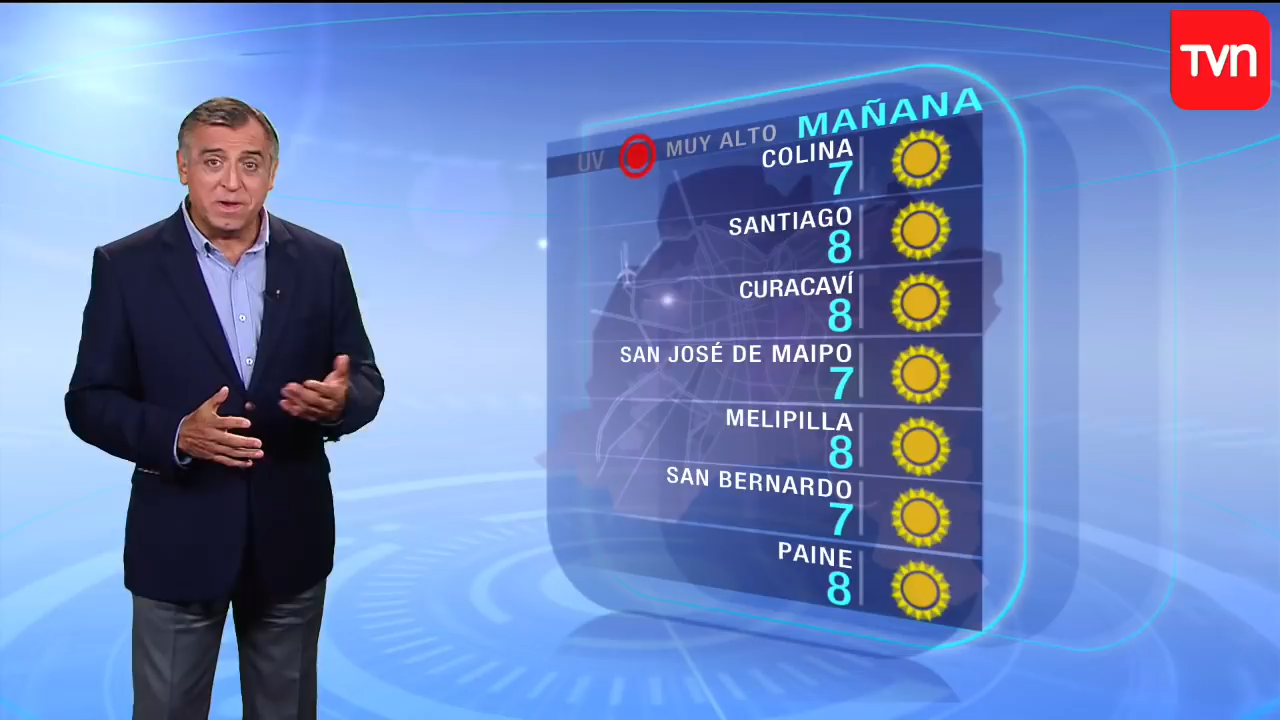 TVN
MAÑANA
UV MUY ALTO
COLINA
7
SANTIAGO
8
CURACAVÍ
8
SAN JOSÉ DE MAIPO
7
MELIPILLA
8
SAN BERNARDO
7
PAINE
8